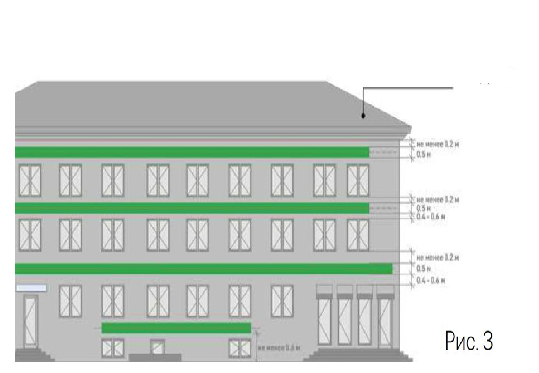 не менее 0.2 м
0.5 м
не менее 0.2 м
0.5 м
0.4 - 0.6 м
не менее 0.2 м
0.5 м
0.4 - 0.6 м
не менее 0.6 м
Рис. 3